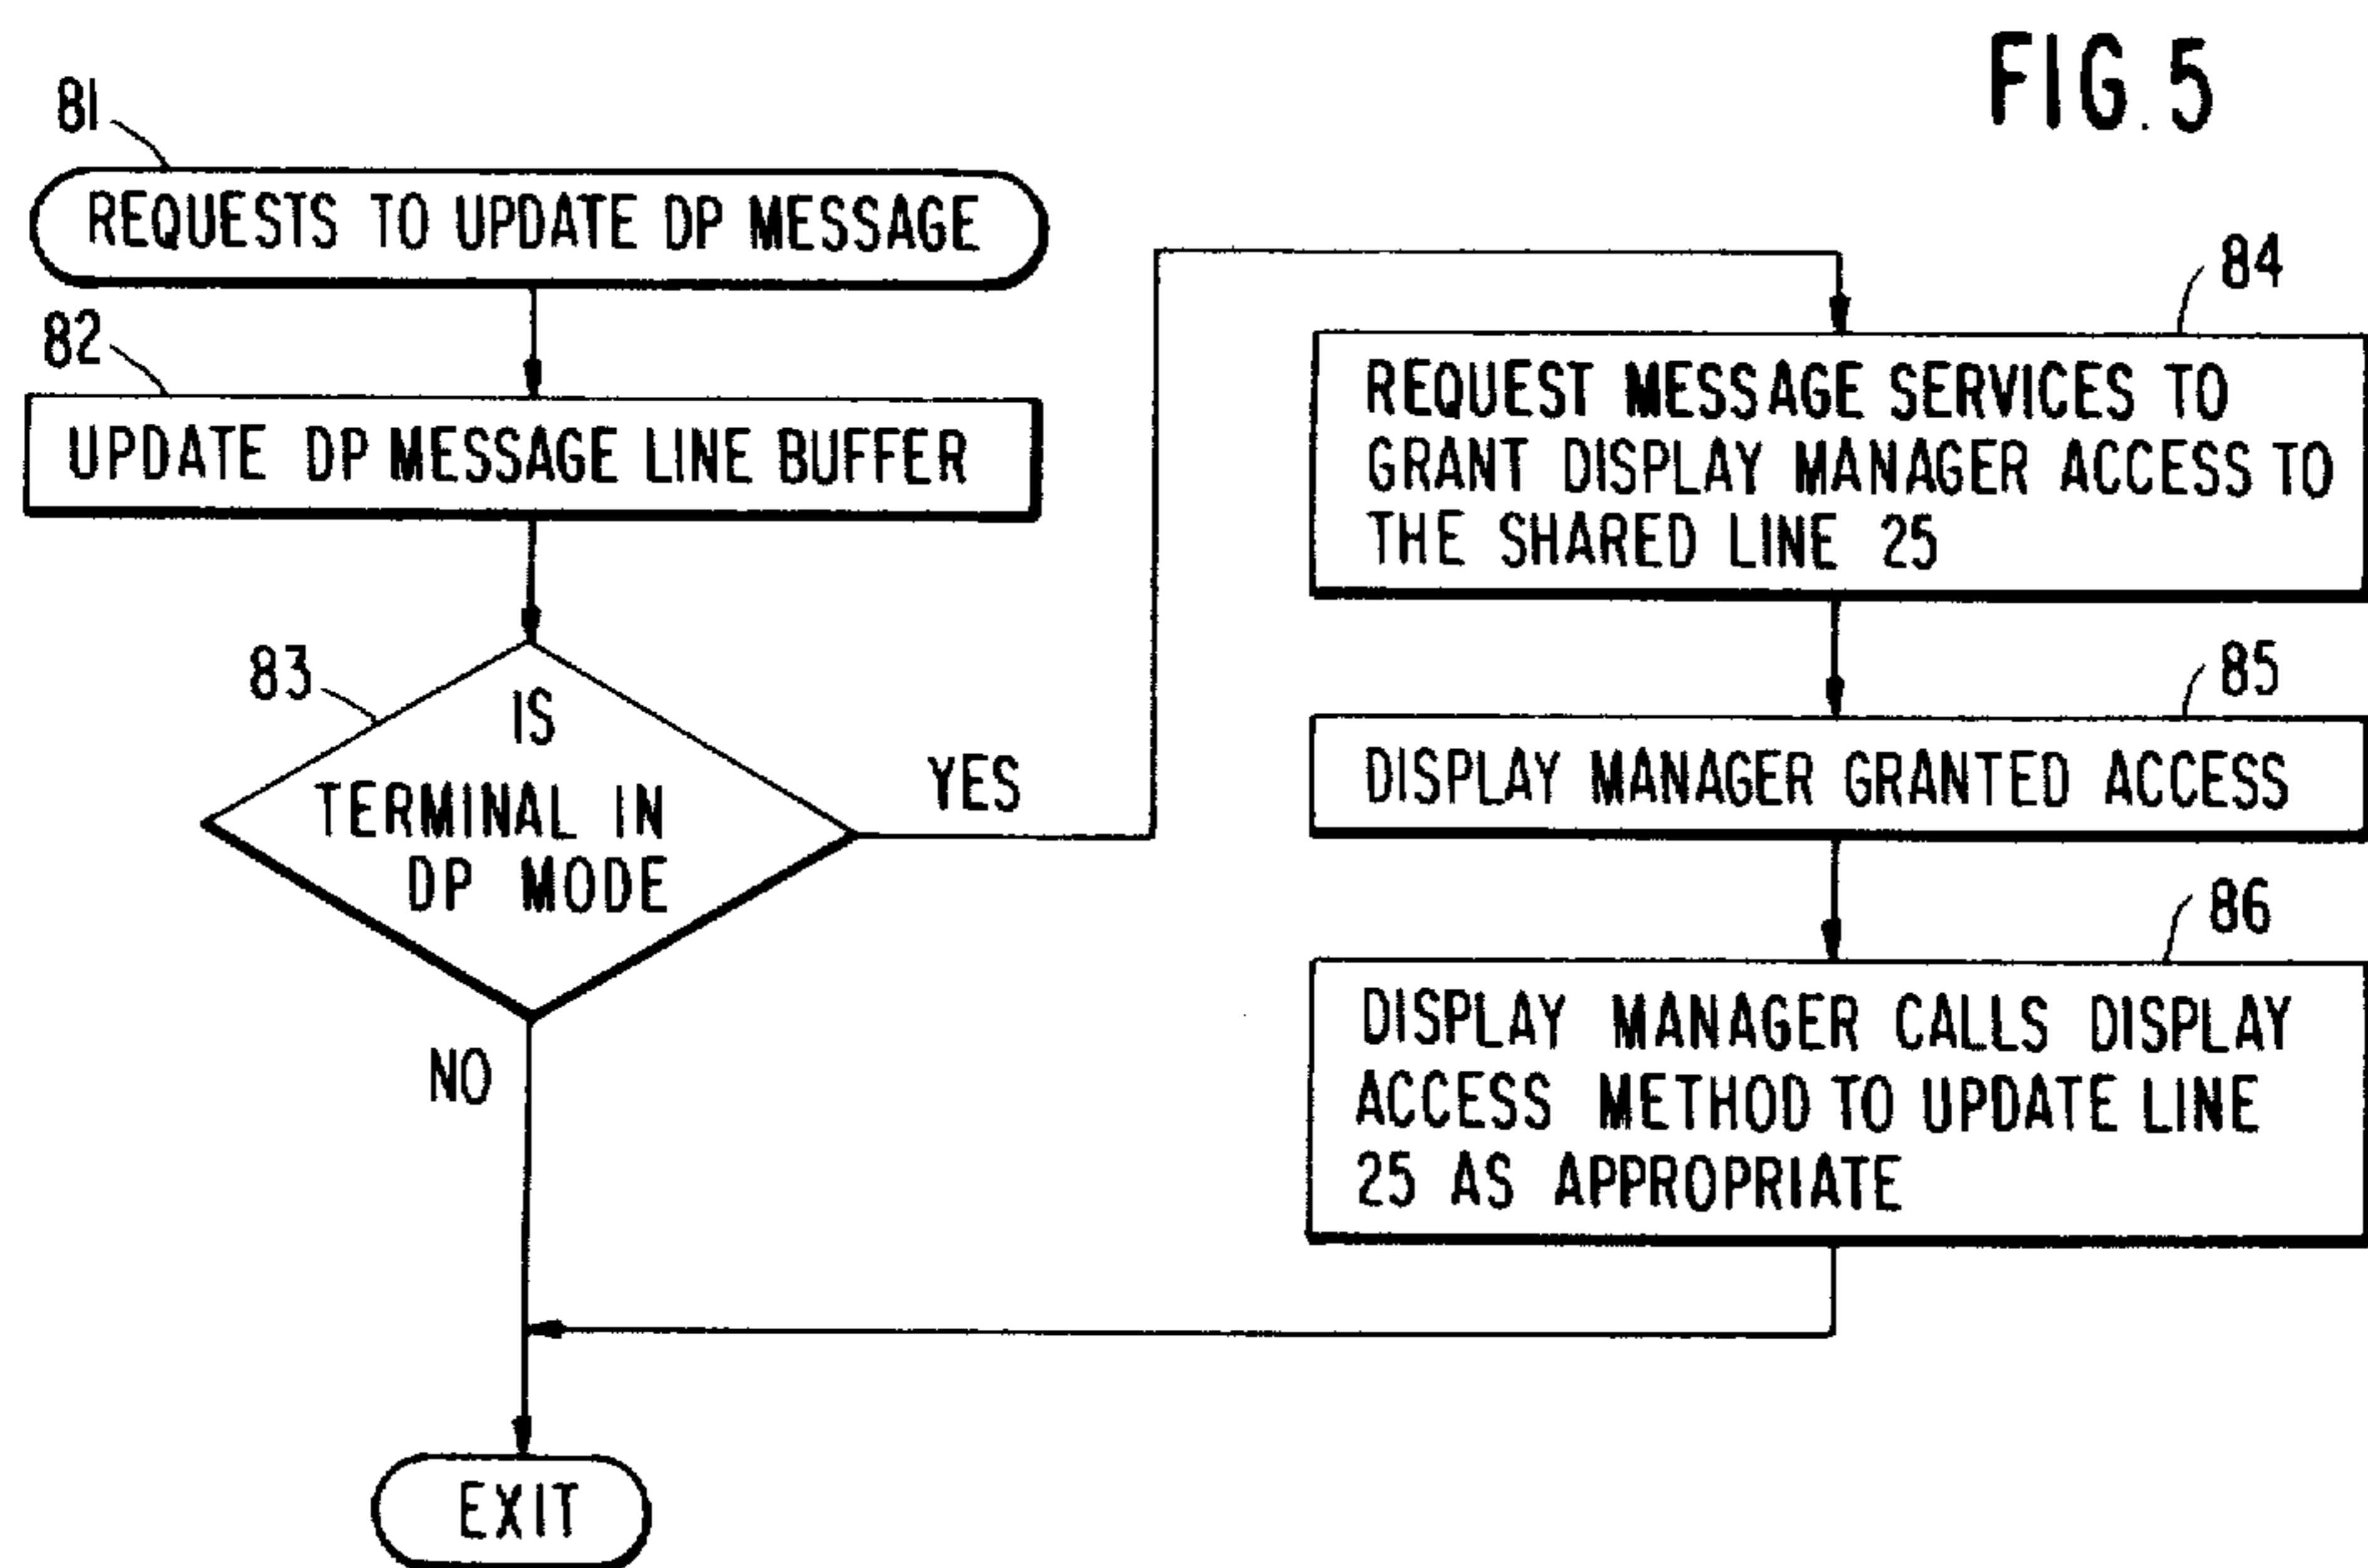 FIG. 5
81
REQUESTS TO UPDATE DP MESSAGE
82
UPDATE DP MESSAGE LINE BUFFER
83
IS
TERMINAL IN
DP MODE
YES
NO
84
REQUEST MESSAGE SERVICES TO
GRANT DISPLAY MANAGER ACCESS TO
THE SHARED LINE 25
85
DISPLAY MANAGER GRANTED ACCESS
86
DISPLAY MANAGER CALLS DISPLAY
ACCESS METHOD TO UPDATE LINE
25 AS APPROPRIATE
EXIT